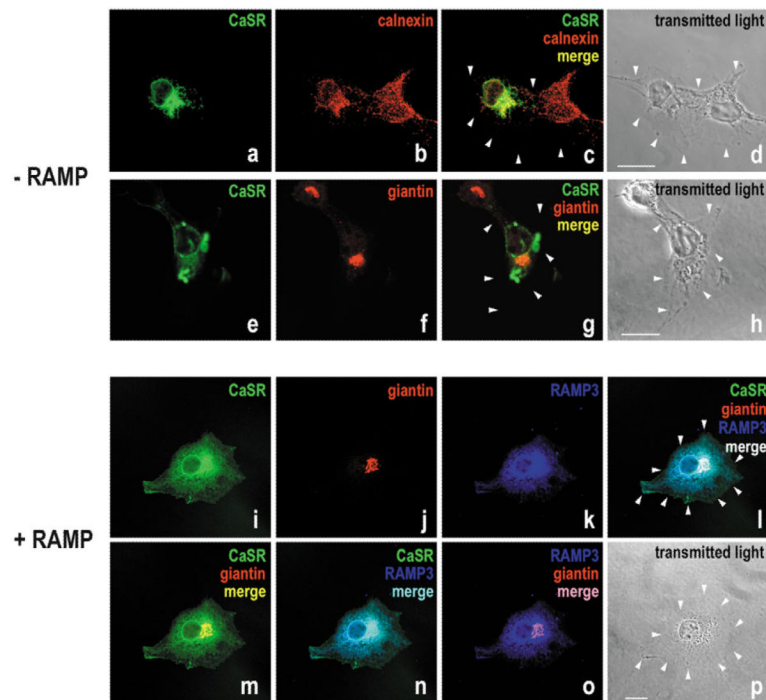 CaSR
calnexin
CaSR
calnexin
merge
transmitted light
a
b
c
d
- RAMP
CaSR
giantin
CaSR
giantin
merge
transmitted light
e
f
g
h
CaSR
giantin
RAMP3
CaSR
giantin
RAMP3
merge
i
j
k
l
+ RAMP
CaSR
giantin
merge
CaSR
RAMP3
merge
RAMP3
giantin
merge
transmitted light
m
n
o
p